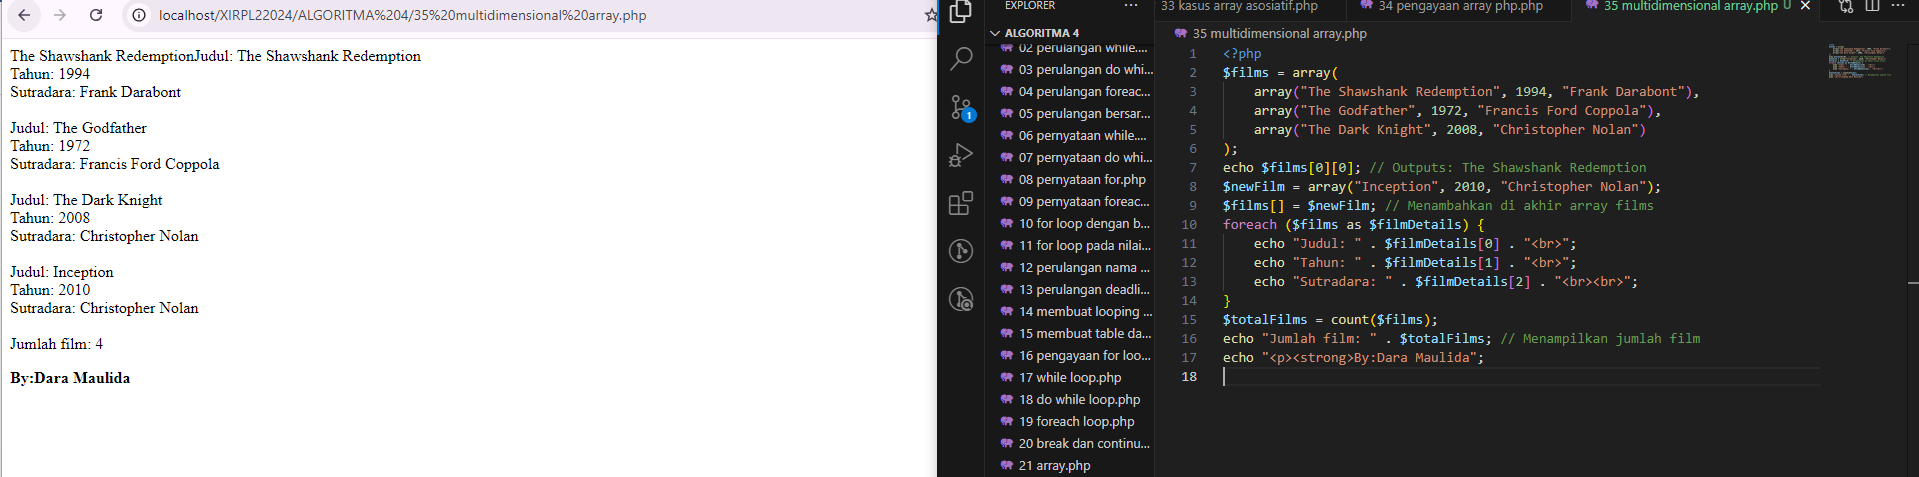 localhost/XIRPL22024/ALGORITMA%204/35%20multidimensional%20array.php
The Shawshank RedemptionJudul: The Shawshank Redemption
Tahun: 1994
Sutradara: Frank Darabont
Judul: The Godfather
Tahun: 1972
Sutradara: Francis Ford Coppola
Judul: The Dark Knight
Tahun: 2008
Sutradara: Christopher Nolan
Judul: Inception
Tahun: 2010
Sutradara: Christopher Nolan
Jumlah film: 4
By:Dara Maulida
1
EXPLORER
ALGORITMA 4
02 perulangan while....
03 perulangan do whi...
04 perulangan foreac...
05 perulangan bersar...
06 pernyataan while....
07 pernyataan do whi...
08 pernyataan for.php
09 pernyataan foreac...
10 for loop dengan b...
11 for loop pada nilai...
12 perulangan nama ...
13 perulangan deadli...
14 membuat looping ...
15 membuat table da...
16 pengayaan for loo...
17 while loop.php
18 do while loop.php
19 foreach loop.php
20 break dan continu...
21 array.php
33 kasus array asosiatif.php
34 pengayaan array php.php
35 multidimensional array.php U
35 multidimensional array.php
1 <?php
2 $films = array(
3 array("The Shawshank Redemption", 1994, "Frank Darabont"),
4 array("The Godfather", 1972, "Francis Ford Coppola"),
5 array("The Dark Knight", 2008, "Christopher Nolan")
6 );
7 echo $films[0][0]; // Outputs: The Shawshank Redemption
8 $newFilm = array("Inception", 2010, "Christopher Nolan");
9 $films[] = $newFilm; // Menambahkan di akhir array films
10 foreach ($films as $filmDetails) {
11 echo "Judul: " . $filmDetails[0] . "<br>";
12 echo "Tahun: " . $filmDetails[1] . "<br>";
13 echo "Sutradara: " . $filmDetails[2] . "<br><br>";
14 }
15 $totalFilms = count($films);
16 echo "Jumlah film: " . $totalFilms; // Menampilkan jumlah film
17 echo "<p><strong>By:Dara Maulida";
18